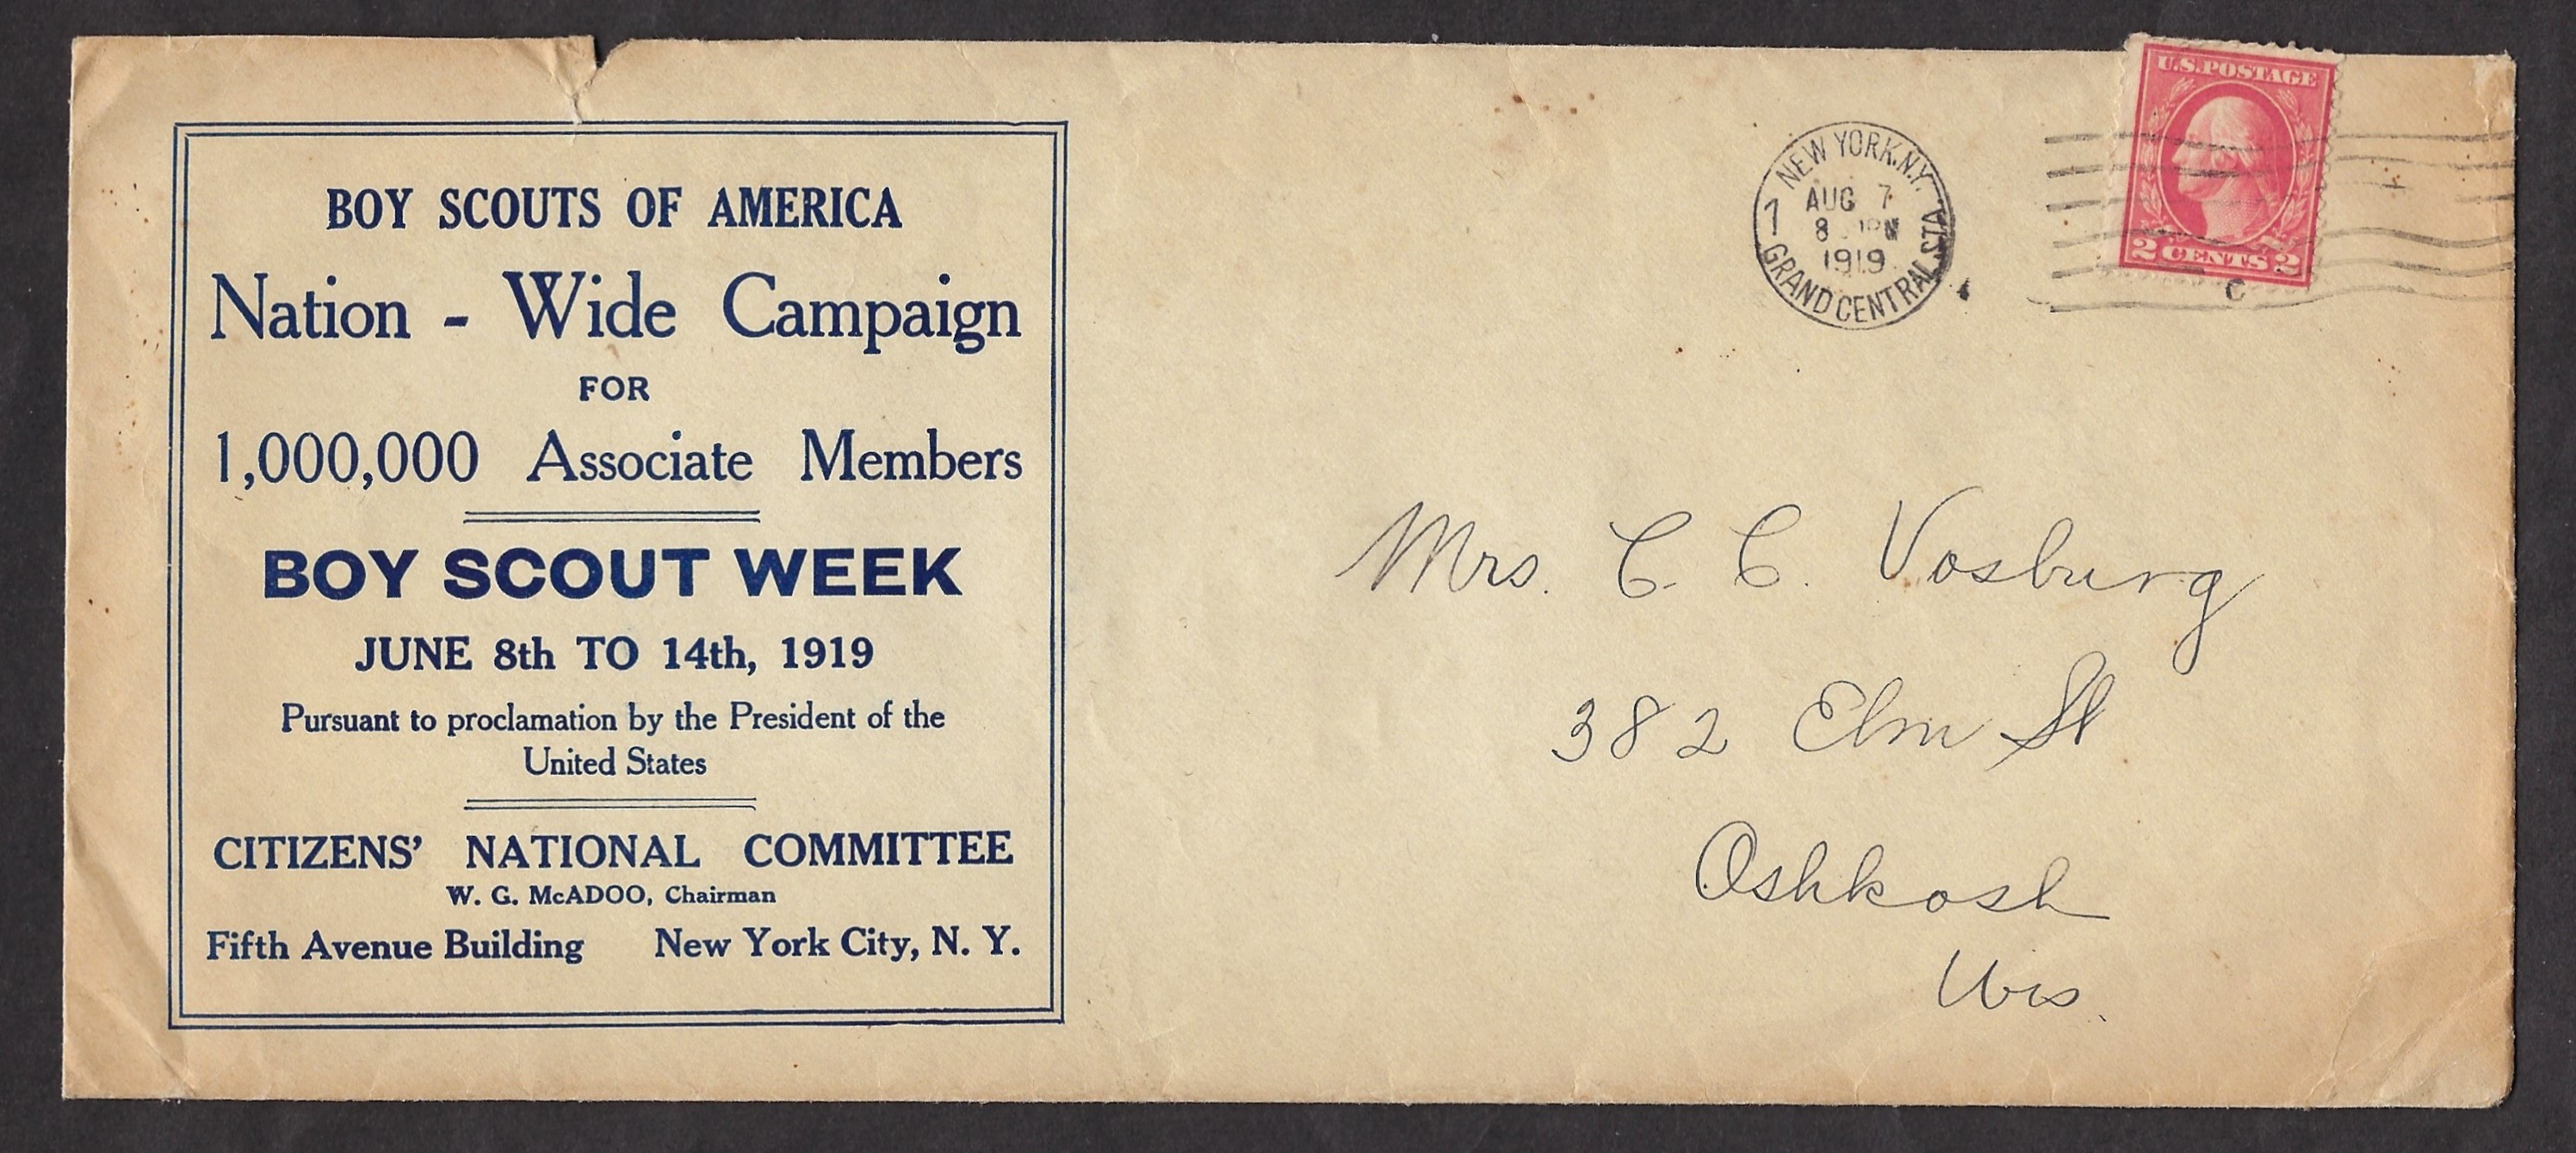 BOY SCOUTS OF AMERICA
Nation - Wide Campaign
FOR
1,000,000 Associate Members
BOY SCOUT WEEK
JUNE 8th TO 14th, 1919
Pursuant to proclamation by the President of the
United States
CITIZENS' NATIONAL COMMITTEE
W. G. McADOO, Chairman
Fifth Avenue Building New York City, N. Y.
NEW YORK, N.Y.
AUG 7
8 PM
1919
GRAND CENTRAL STA.
7
U.S. POSTAGE
2 CENTS 2
C
Mrs. C. C. Vosburg
382 Elm St
Oshkosh
Wis.